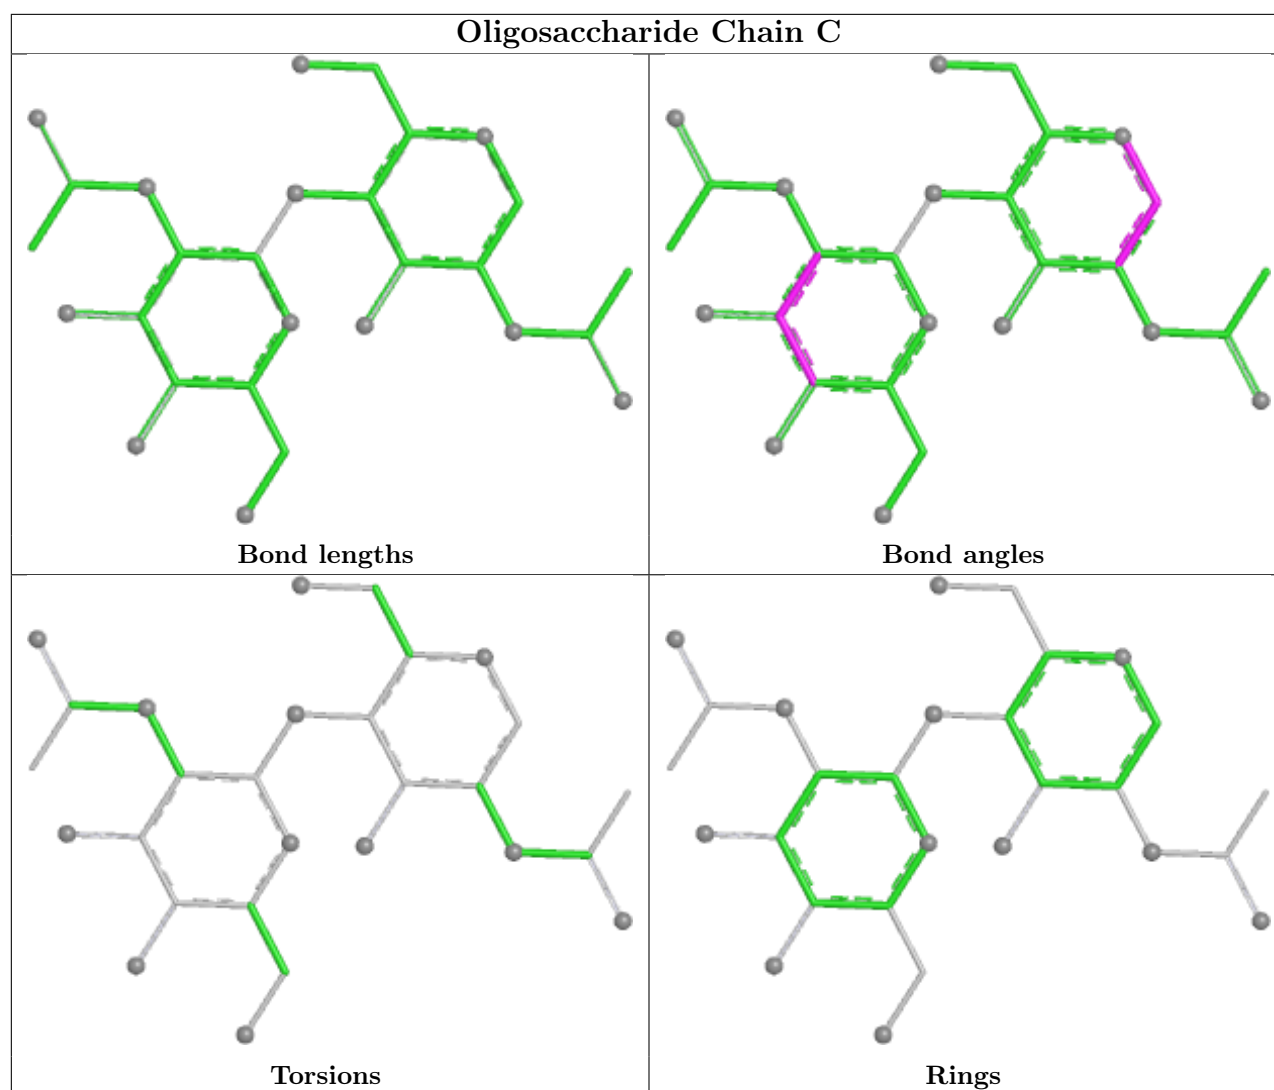 Oligosaccharide Chain C
Bond lengths
Bond angles
Torsions
Rings